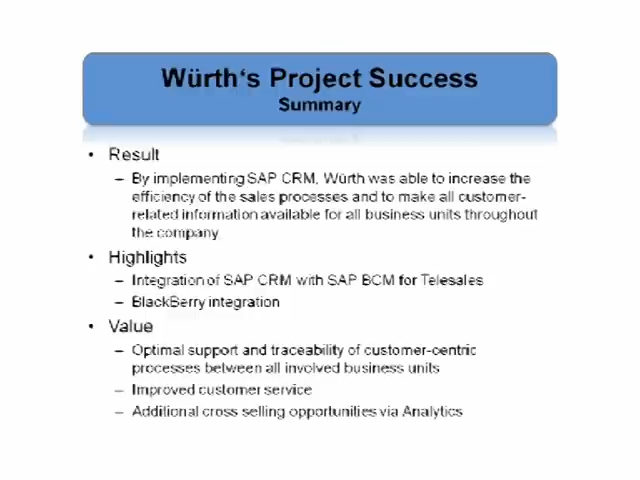 Würth‘s Project Success
Summary
• Result
– By implementing SAP CRM, Würth was able to increase the
efficiency of the sales processes and to make all customer-
related information available for all business units throughout
the company
• Highlights
– Integration of SAP CRM with SAP BCM for Telesales
– BlackBerry integration
• Value
– Optimal support and traceability of customer-centric
processes between all involved business units
– Improved customer service
– Additional cross selling opportunities via Analytics